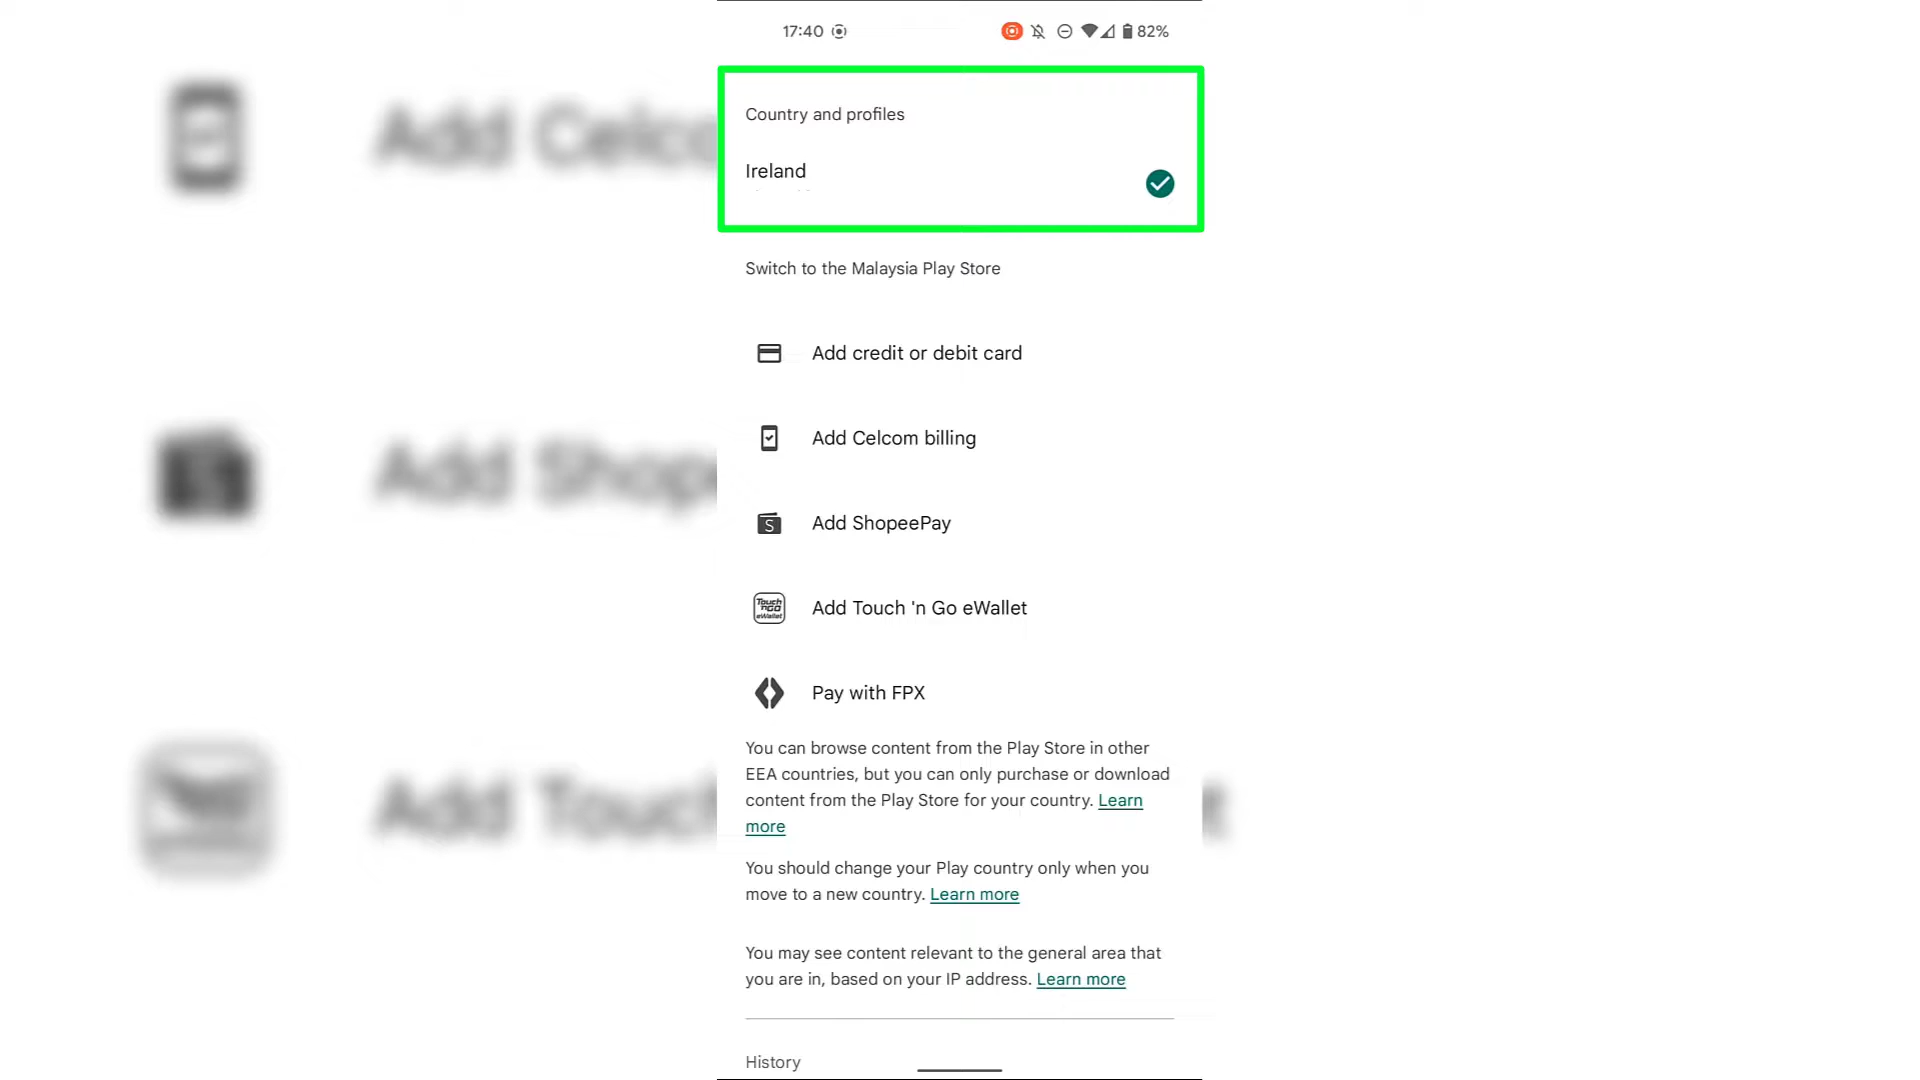 17:40
82%
Country and profiles
Ireland
Switch to the Malaysia Play Store
Add credit or debit card
Add Celcom billing
S
Add ShopeePay
Touch
'n GO
eWallet
Add Touch 'n Go eWallet
Pay with FPX
You can browse content from the Play Store in other
EEA countries, but you can only purchase or download
content from the Play Store for your country. Learn
more
You should change your Play country only when you
move to a new country. Learn more
You may see content relevant to the general area that
you are in, based on your IP address. Learn more
History
Add Celco
Add Shope
Add Touch
t